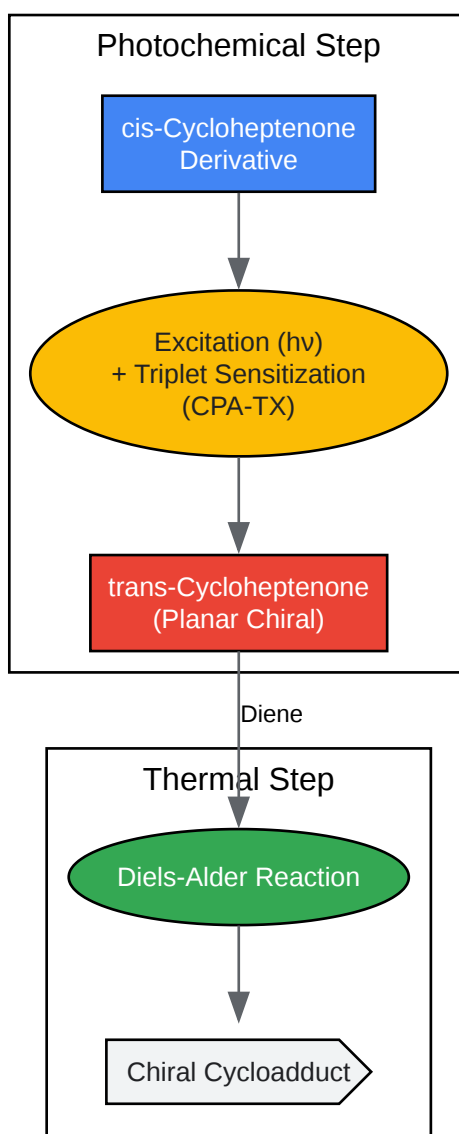 Photochemical Step
cis-Cycloheptenone
Derivative
Excitation (hν)
+ Triplet Sensitization
(CPA-TX)
trans-Cycloheptenone
(Planar Chiral)
Diene
Thermal Step
Diels-Alder Reaction
Chiral Cycloadduct